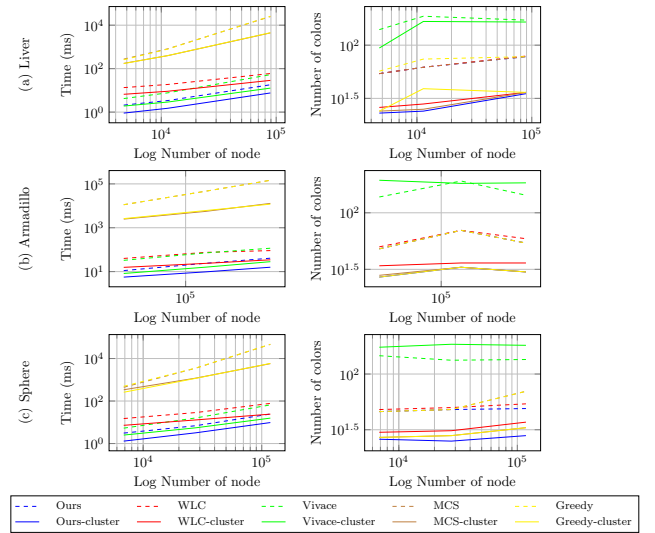 (a) Liver
Time (ms)
10^4
10^2
10^0
10^4
10^5
Log Number of node
Number of colors
10^2
10^1.5
10^4
10^5
Log Number of node
(b) Armadillo
Time (ms)
10^5
10^3
10^1
10^5
Log Number of node
Number of colors
10^2
10^1.5
10^5
Log Number of node
(c) Sphere
Time (ms)
10^4
10^2
10^0
10^4
10^5
Log Number of node
Number of colors
10^2
10^1.5
10^4
10^5
Log Number of node
Ours WLC Vivace MCS Greedy
Ours-cluster WLC-cluster Vivace-cluster MCS-cluster Greedy-cluster